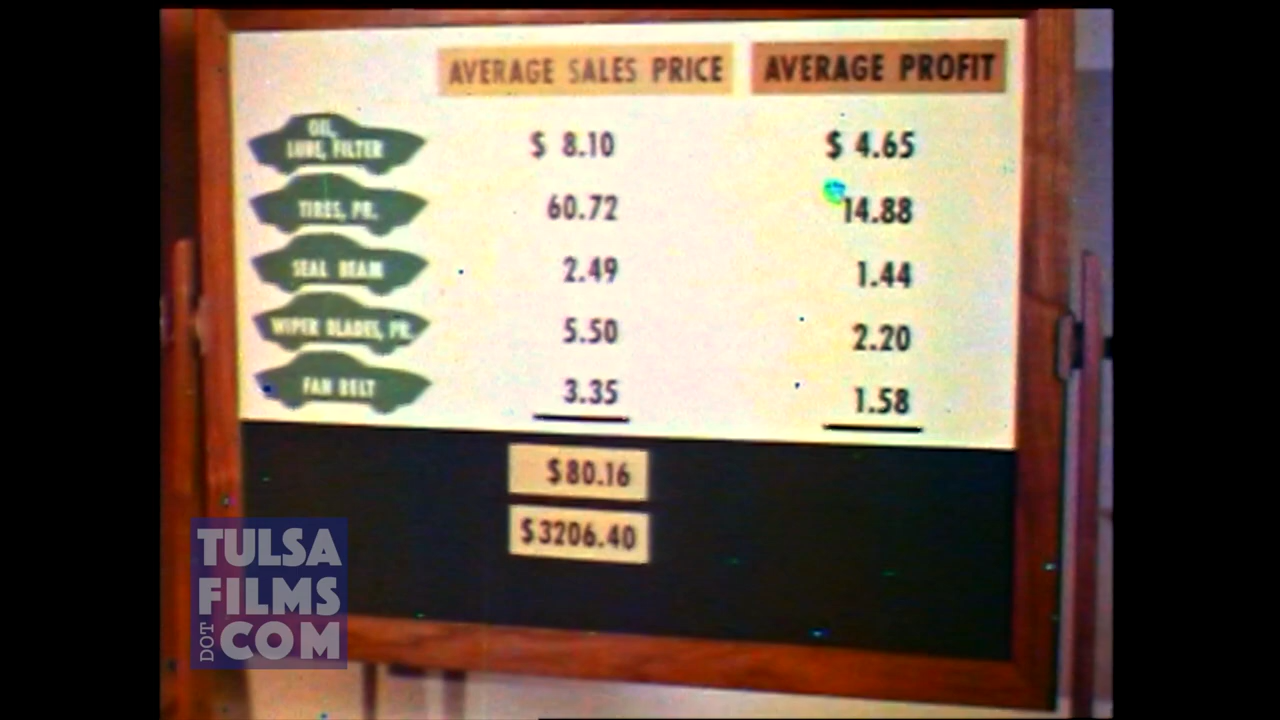 AVERAGE SALES PRICE AVERAGE PROFIT
OIL,
LUBE, FILTER $ 8.10 $ 4.65
TIRES, PR. 60.72 14.88
SEAL BEAM 2.49 1.44
WIPER BLADES, PR. 5.50 2.20
FAN BELT 3.35 1.58
$80.16
$3206.40
TULSA
FILMS
DOT COM